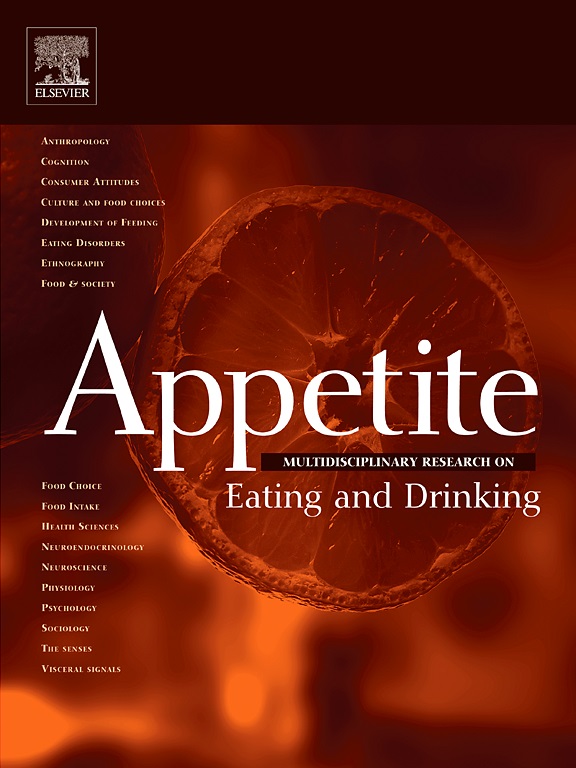 ELSEVIER
Anthropology
Cognition
Consumer Attitudes
Culture and food choices
Development of Feeding
Eating Disorders
Ethnography
Food & society
Appetite
MULTIDISCIPLINARY RESEARCH ON
Eating and Drinking
Food Choice
Food Intake
Health Sciences
Neuroendocrinology
Neuroscience
Physiology
Psychology
Sociology
The senses
Visceral signals